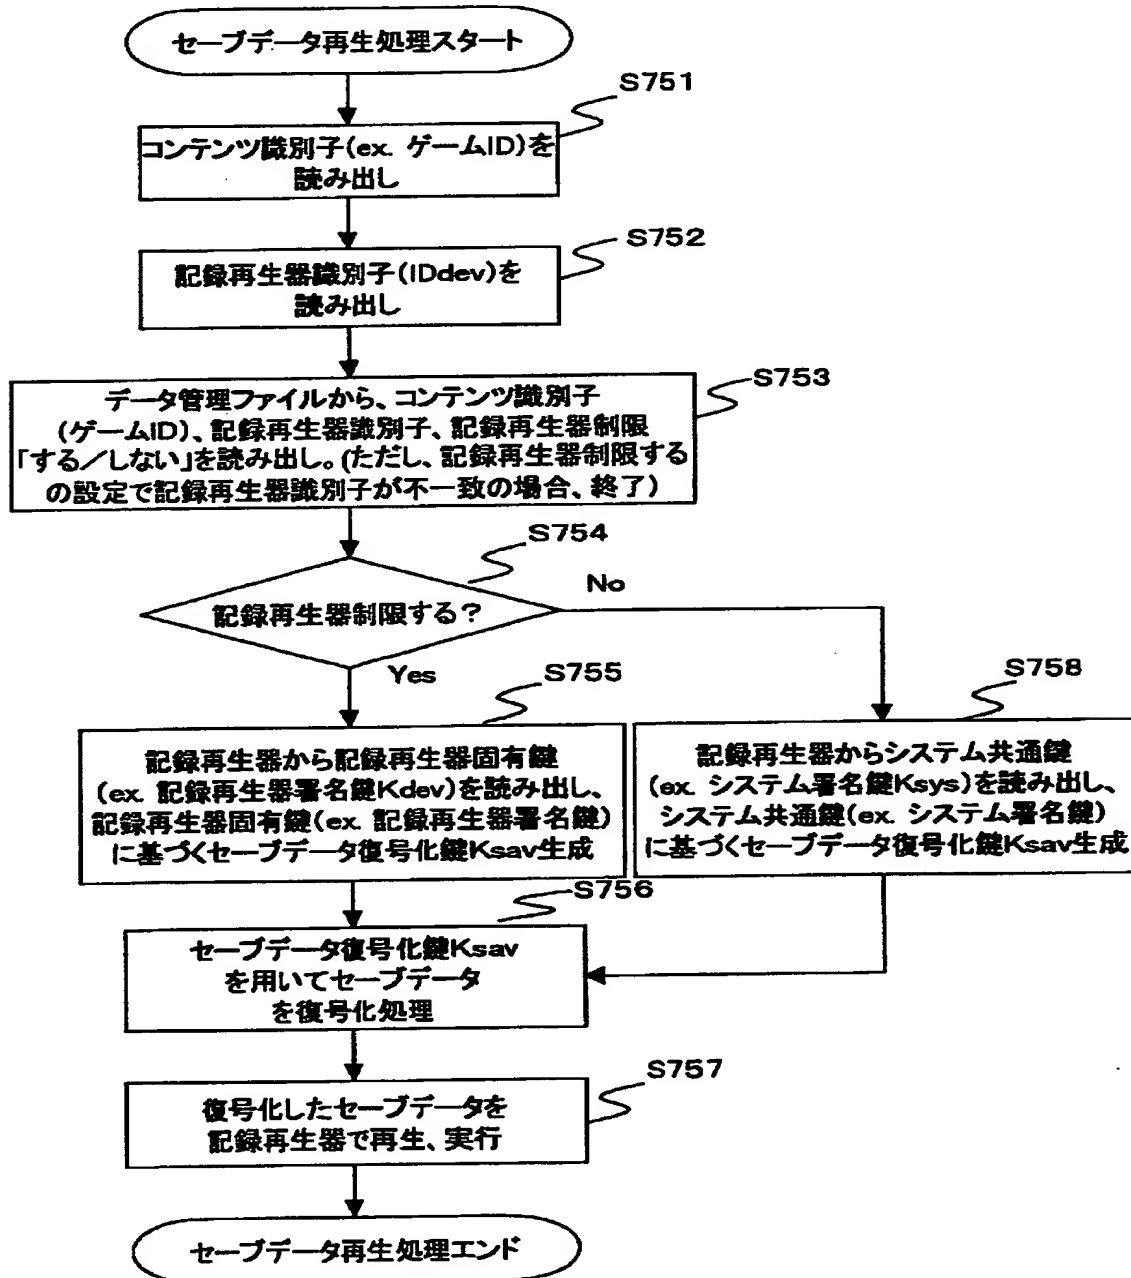 セーブデータ再生処理スタート
S751
コンテンツ識別子(ex. ゲームID)を
読み出し
S752
記録再生器識別子(IDdev)を
読み出し
S753
データ管理ファイルから、コンテンツ識別子
(ゲームID)、記録再生器識別子、記録再生器制限
「する/しない」を読み出し。(ただし、記録再生器制限する
の設定で記録再生器識別子が不一致の場合、終了)
S754
記録再生器制限する?
No
Yes
S755
記録再生器から記録再生器固有鍵
(ex. 記録再生器署名鍵Kdev)を読み出し、
記録再生器固有鍵(ex. 記録再生器署名鍵)
に基づくセーブデータ復号化鍵Ksav生成
S758
記録再生器からシステム共通鍵
(ex. システム署名鍵Ksys)を読み出し、
システム共通鍵(ex. システム署名鍵)
に基づくセーブデータ復号化鍵Ksav生成
S756
セーブデータ復号化鍵Ksav
を用いてセーブデータ
を復号化処理
S757
復号化したセーブデータを
記録再生器で再生、実行
セーブデータ再生処理エンド